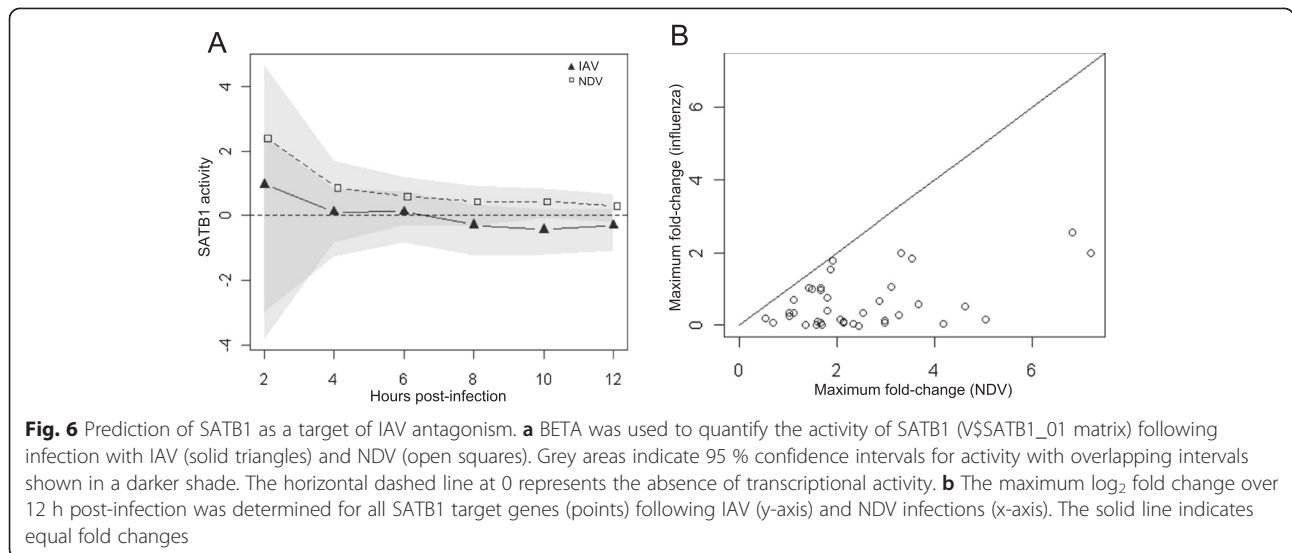 A
B
IAV
NDV
SATB1 activity
4
2
0
-2
-4
2 4 6 8 10 12
Hours post-infection
Maximum fold-change (influenza)
6
4
2
0
0 2 4 6
Maximum fold-change (NDV)
Fig. 6 Prediction of SATB1 as a target of IAV antagonism. a BETA was used to quantify the activity of SATB1 (V$SATB1_01 matrix) following
infection with IAV (solid triangles) and NDV (open squares). Grey areas indicate 95 % confidence intervals for activity with overlapping intervals
shown in a darker shade. The horizontal dashed line at 0 represents the absence of transcriptional activity. b The maximum log₂ fold change over
12 h post-infection was determined for all SATB1 target genes (points) following IAV (y-axis) and NDV infections (x-axis). The solid line indicates
equal fold changes